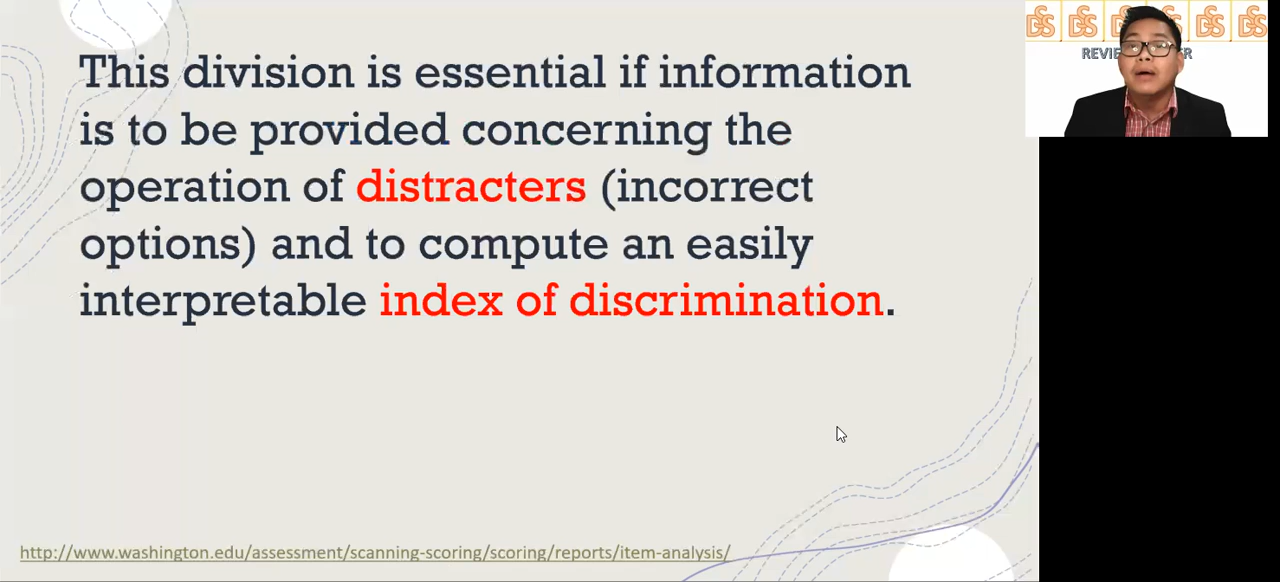 This division is essential if information
is to be provided concerning the
operation of distracters (incorrect
options) and to compute an easily
interpretable index of discrimination.
http://www.washington.edu/assessment/scanning-scoring/scoring/reports/item-analysis/